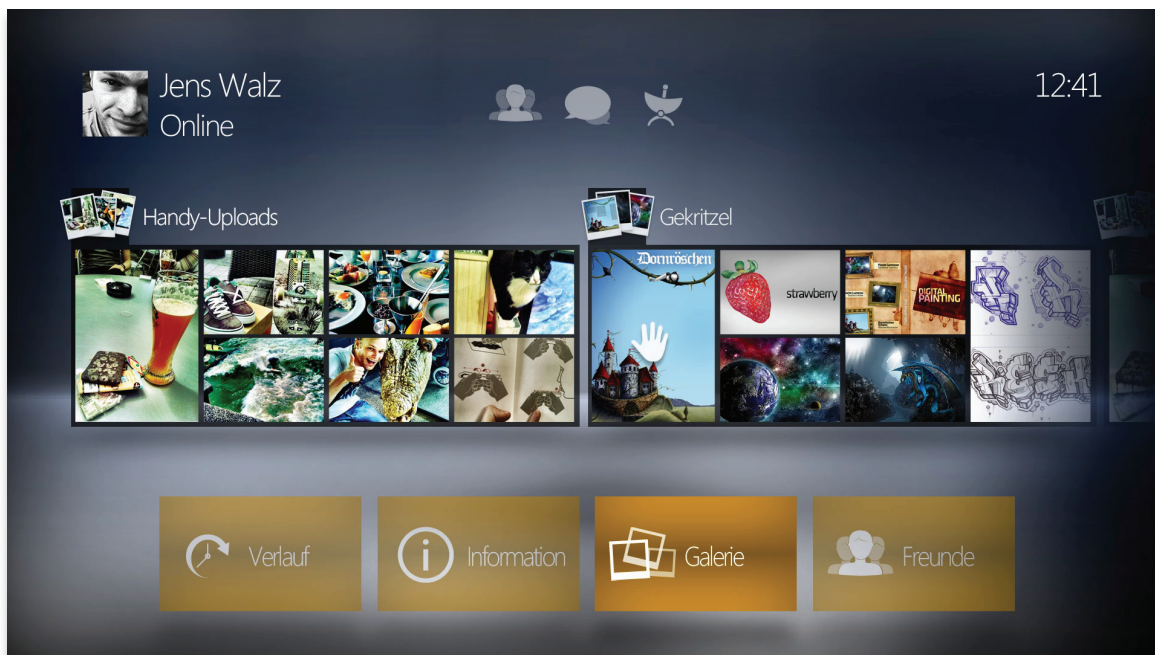 Jens Walz
Online
12:41
Handy-Uploads
Gekritzel
Dornröschen
strawberry
DIGITAL
PAINTING
Verlauf
Information
Galerie
Freunde